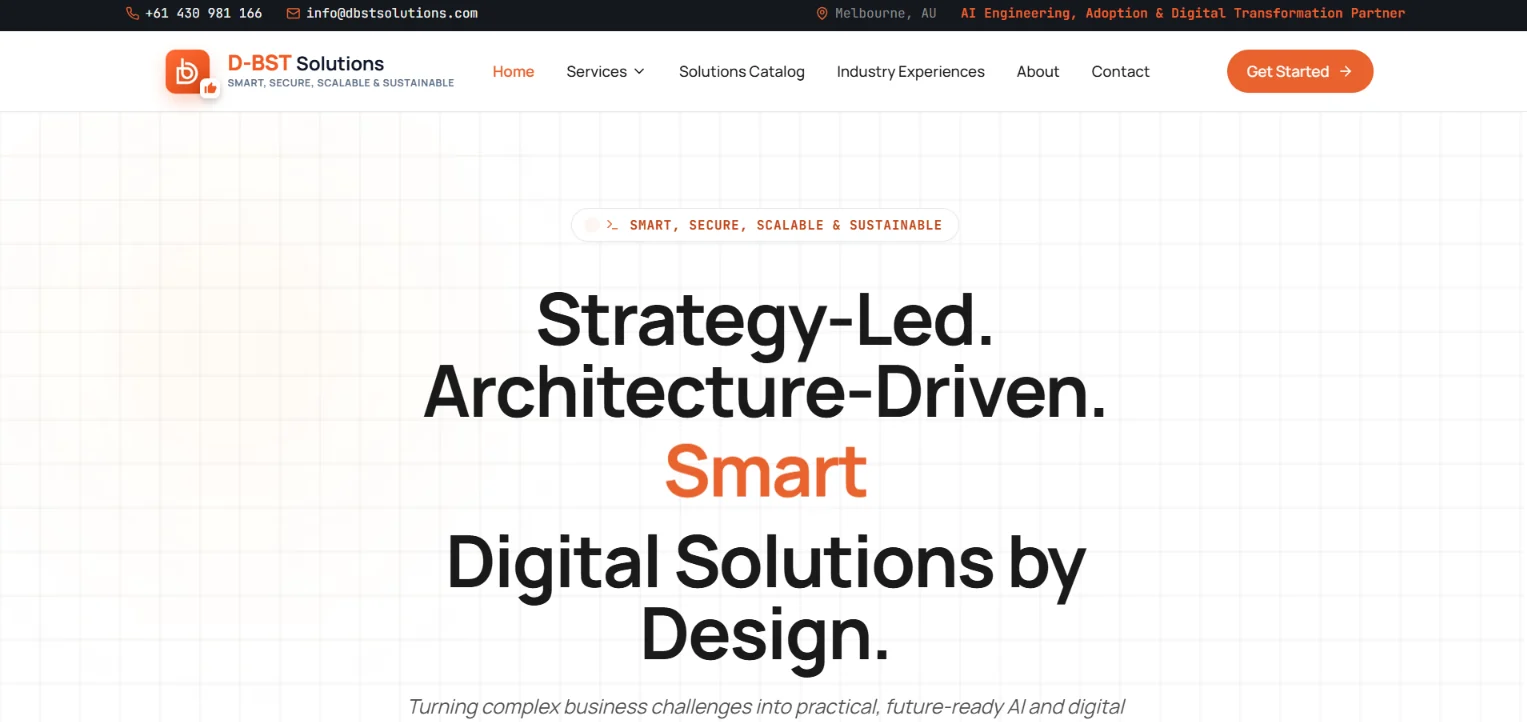 +61 430 981 166 info@dbstsolutions.com Melbourne, AU AI Engineering, Adoption & Digital Transformation Partner
D-BST Solutions
SMART, SECURE, SCALABLE & SUSTAINABLE
Home Services Solutions Catalog Industry Experiences About Contact Get Started →
>_ SMART, SECURE, SCALABLE & SUSTAINABLE
Strategy-Led.
Architecture-Driven.
Smart
Digital Solutions by
Design.
Turning complex business challenges into practical, future-ready AI and digital